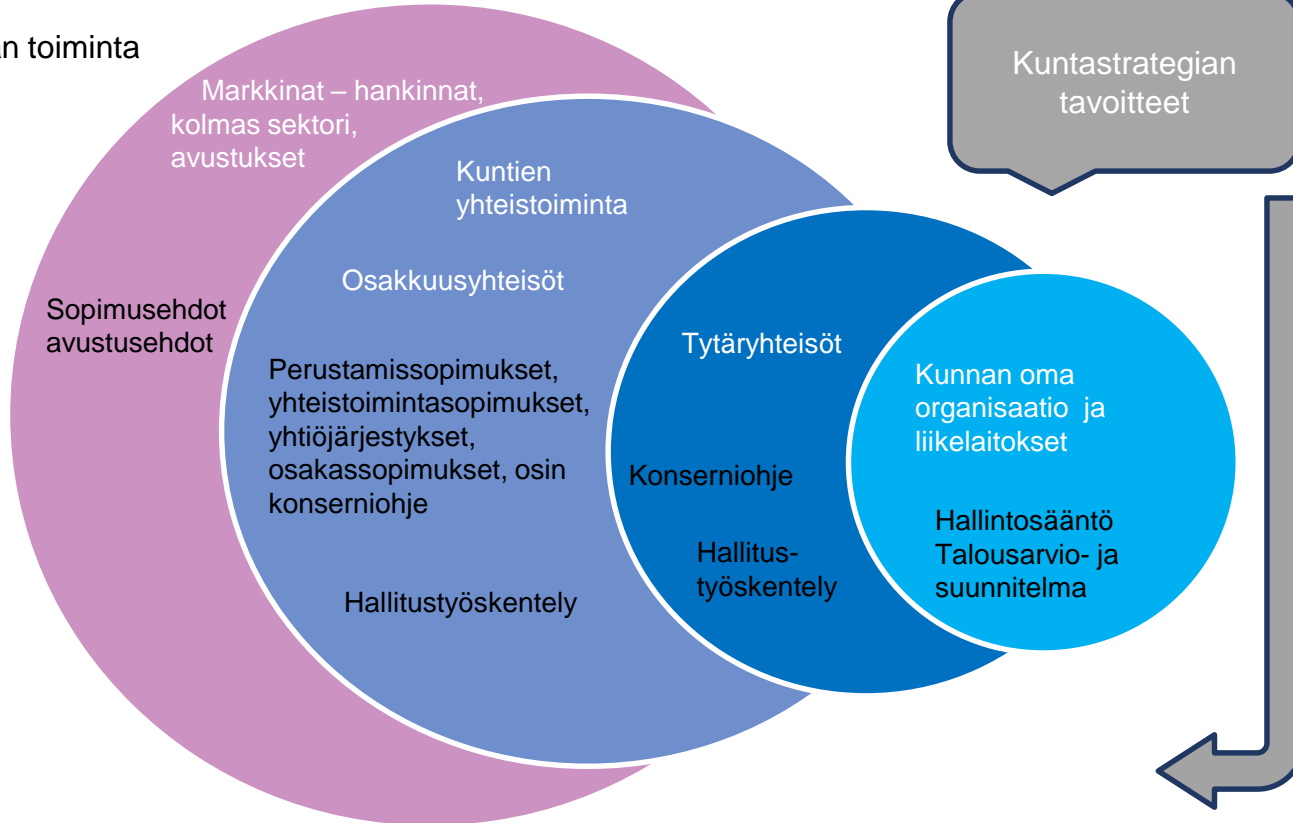 n toiminta
Kuntastrategian
tavoitteet
Markkinat – hankinnat,
kolmas sektori,
avustukset
Kuntien
yhteistoiminta
Osakkuusyhteisöt
Sopimusehdot
avustusehdot
Perustamissopimukset,
yhteistoimintasopimukset,
yhtiöjärjestykset,
osakassopimukset, osin
konserniohje
Hallitustyöskentely
Tytäryhteisöt
Konserniohje
Hallitus-
työskentely
Kunnan oma
organisaatio ja
liikelaitokset
Hallintosääntö
Talousarvio- ja
suunnitelma